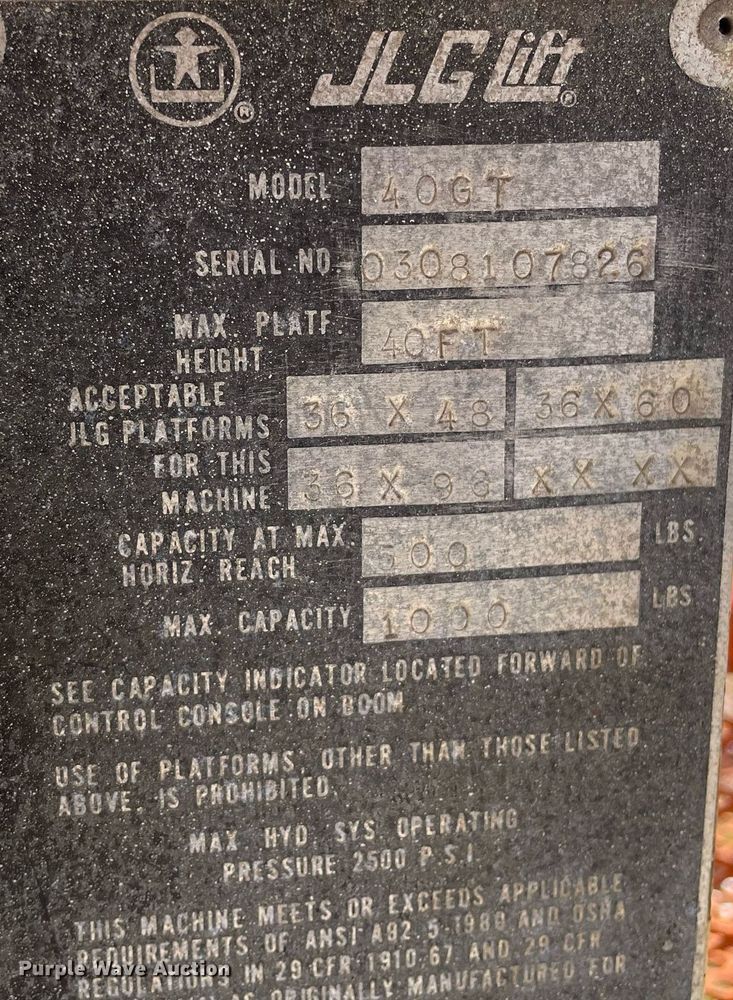 JLG Lift ®
®
MODEL 40GT
SERIAL NO. 0308107826
MAX. PLATF. HEIGHT 40FT
ACCEPTABLE
JLG PLATFORMS 36 X 48 36X60
FOR THIS
MACHINE 36 X 96 XX XX
CAPACITY AT MAX. 500 LBS.
HORIZ. REACH
MAX. CAPACITY 1000 LBS
SEE CAPACITY INDICATOR LOCATED FORWARD OF
CONTROL CONSOLE ON BOOM
USE OF PLATFORMS, OTHER THAN THOSE LISTED
ABOVE, IS PROHIBITED.
MAX HYD. SYS. OPERATING
PRESSURE 2500 P.S.I.
THIS MACHINE MEETS OR EXCEEDS APPLICABLE
REQUIREMENTS OF ANSI A92.5-1980 AND OSHA
REGULATIONS IN 29 CFR 1910.67 AND 29 CFR
AS ORIGINALLY MANUFACTURED FOR
Purple Wave Auction